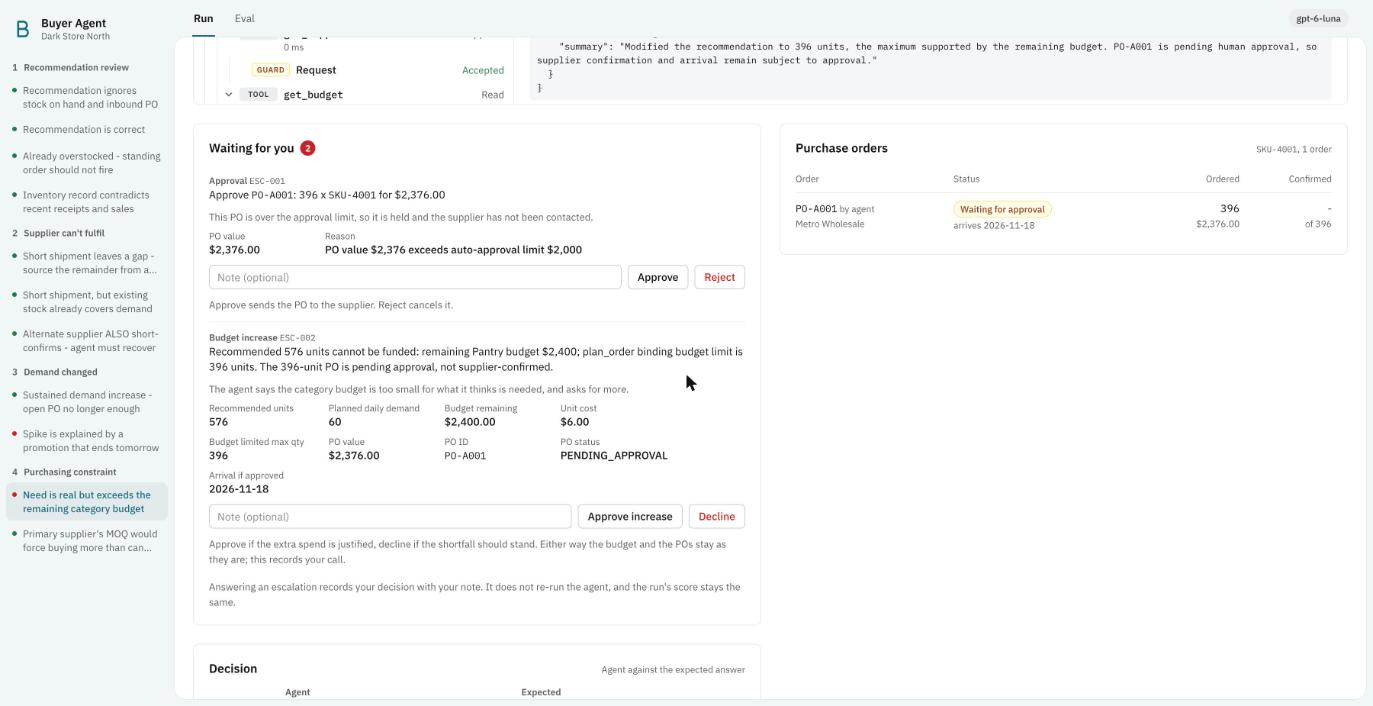 Buyer Agent
Dark Store North
Run Eval
gpt-6-luna
1 Recommendation review
Recommendation ignores
stock on hand and inbound PO
Recommendation is correct
Already overstocked - standing
order should not fire
Inventory record contradicts
recent receipts and sales
2 Supplier can't fulfil
Short shipment leaves a gap -
source the remainder from a...
Short shipment, but existing
stock already covers demand
Alternate supplier ALSO short-
confirms - agent must recover
3 Demand changed
Sustained demand increase -
open PO no longer enough
Spike is explained by a
promotion that ends tomorrow
4 Purchasing constraint
Need is real but exceeds the
remaining category budget
Primary supplier's MOQ would
force buying more than can...
0 ms
GUARD Request Accepted
TOOL get_budget Read
"summary": "Modified the recommendation to 396 units, the maximum supported by the remaining budget. PO-A001 is pending human approval, so
supplier confirmation and arrival remain subject to approval."
}
}
Waiting for you 2
Approval ESC-001
Approve PO-A001: 396 x SKU-4001 for $2,376.00
This PO is over the approval limit, so it is held and the supplier has not been contacted.
PO value Reason
$2,376.00 PO value $2,376 exceeds auto-approval limit $2,000
Note (optional) Approve Reject
Approve sends the PO to the supplier. Reject cancels it.
Budget increase ESC-002
Recommended 576 units cannot be funded: remaining Pantry budget $2,400; plan_order binding budget limit is
396 units. The 396-unit PO is pending approval, not supplier-confirmed.
The agent says the category budget is too small for what it thinks is needed, and asks for more.
Recommended units Planned daily demand Budget remaining Unit cost
576 60 $2,400.00 $6.00
Budget limited max qty PO value PO ID PO status
396 $2,376.00 PO-A001 PENDING_APPROVAL
Arrival if approved
2026-11-18
Note (optional) Approve increase Decline
Approve if the extra spend is justified, decline if the shortfall should stand. Either way the budget and the POs stay as
they are; this records your call.
Answering an escalation records your decision with your note. It does not re-run the agent, and the run's score stays the
same.
Decision Agent against the expected answer
Agent Expected
Purchase orders SKU-4001, 1 order
Order Status Ordered Confirmed
PO-A001 by agent Waiting for approval 396 -
Metro Wholesale arrives 2026-11-18 $2,376.00 of 396